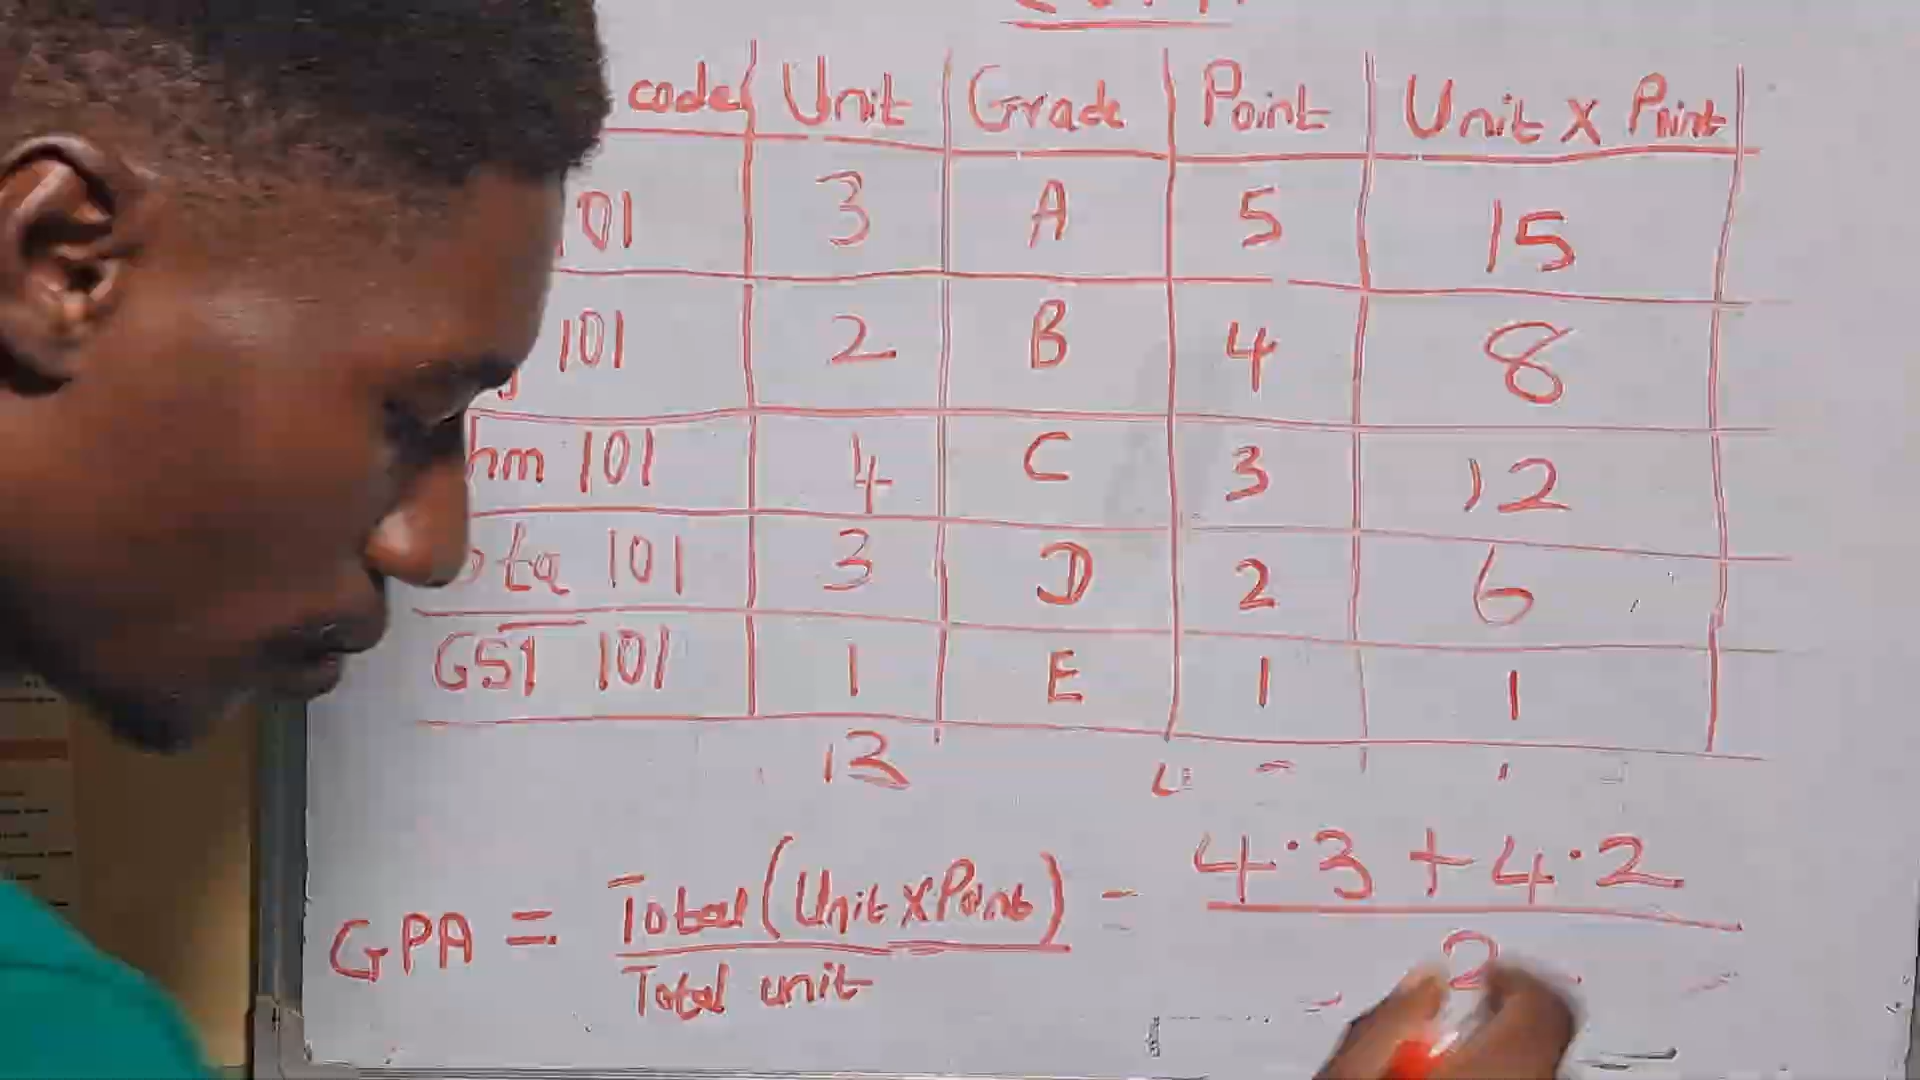 code Unit Grade Point Unit x Point
101 3 A 5 15
101 2 B 4 8
hm 101 4 C 3 12
ota 101 3 D 2 6
GST 101 1 E 1 1
13
GPA = Total (Unit x Point) = 4.3 + 4.2
Total unit 2